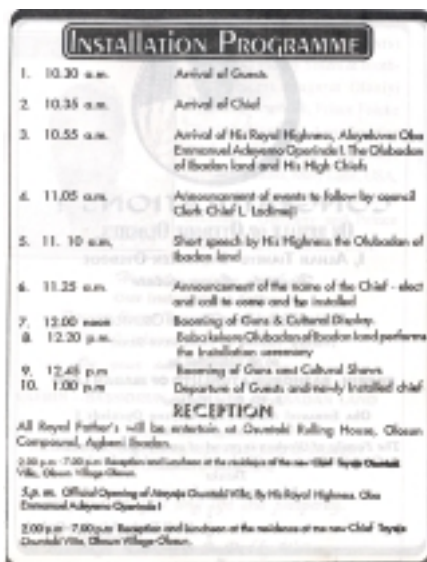 INSTALLATION PROGRAMME
1. 10.30 a.m. Arrival of Guests
2. 10.35 a.m. Arrival of Chief
3. 10.55 a.m. Arrival of His Royal Highness, Alayeluwa Oba
Emmanuel Adeyemo Operinde I. The Olubadan
of Ibadan land and His High Chiefs
4. 11,05 a.m. Announcement of events to follow by council
Clerk Chief L. Ladimeji
5. 11. 10 a.m, Short speech by His Highness the Olubadan of
Ibadan land
6. 11.25 a.m. Announcement of the name of the Chief - elect
and call to come and be installed
7. 12.00 noon Booming of Guns & Cultural Display.
8. 12.20 p.m. Olubadan of Ibadan land performs
the Installation ceremony
9. 12.45 p.m Booming of Guns and Cultural Shows
10. 1.00 p.m Departure of Guests and newly Installed chief
RECEPTION
All Royal Father's will be entertain at Osuntoki Rolling House, Olosun
Compound, Agbeni Ibadan.
2.00 p.m - 7.00 p.m Reception and luncheon at the residence of the new Chief Tayejo Osuntoki
Villa, Olosun Village Olosun.
5.p.m. Official Opening of Osuntoki Villa, By His Royal Highness. Oba
Emmanuel Adeyemo Operinde I
2.00 p.m - 7.00 p.m Reception and luncheon at the residence of the new Chief Tayejo
Osuntoki Villa, Olosun Village Olosun.